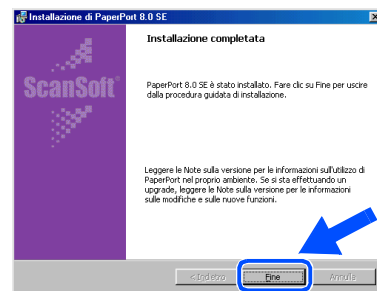 Installazione di PaperPort 8.0 SE
Installazione completata
ScanSoft®
PaperPort 8.0 SE è stato installato. Fare clic su Fine per uscire
dalla procedura guidata di installazione.
Leggere le Note sulla versione per le informazioni sull'utilizzo di
PaperPort nel proprio ambiente. Se si sta effettuando un
upgrade, leggere le Note sulla versione per le informazioni
sulle modifiche e sulle nuove funzioni.
< Indietro Fine Annulla